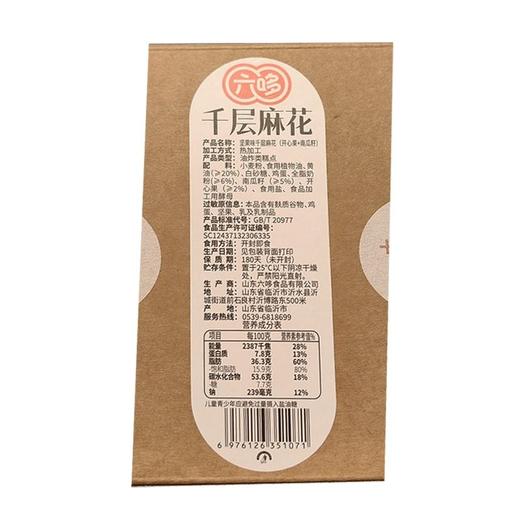 六哆
千层麻花
产品名称：坚果味千层麻花（开心果+南瓜籽）
加工方式：热加工
产品类型：油炸类糕点
配料：小麦粉、食用植物油、黄
油(≥20%)、白砂糖、鸡蛋、全脂奶
粉(≥6%)、南瓜籽（≥5%）、开
心果（≥2%）、食用盐、食品加
工用酵母
过敏原信息：本品含有麸质谷物、鸡
蛋、坚果、乳及乳制品
产品标准代号：GB/T 20977
食品生产许可证编号：
SC12437132306335
食用方法：开封即食
生产日期：见包装背面打印
保质期：180天（未开封）
贮存条件：置于25℃以下阴凉干燥
处，严禁阳光直射。
生产商：山东六哆食品有限公司
地址：山东省临沂市沂水县沂
城街道前石良村沂博路东500米
产地：山东省临沂市
服务热线：0539-6818699
营养成分表
项目 每100克 营养素参考值%
能量 2387千焦 28%
蛋白质 7.8克 13%
脂肪 36.3克 60%
-饱和脂肪 15.9克 80%
碳水化合物 53.6克 18%
-糖 7.7克
钠 239毫克 12%
儿童青少年应避免过量摄入盐油糖
6 976126 351071